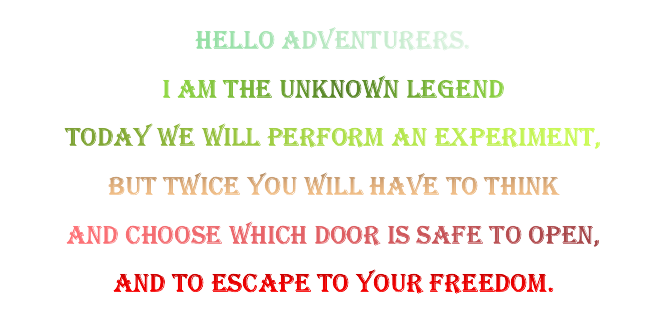 HELLO ADVENTURERS.
I AM THE UNKNOWN LEGEND
TODAY WE WILL PERFORM AN EXPERIMENT,
BUT TWICE YOU WILL HAVE TO THINK
AND CHOOSE WHICH DOOR IS SAFE TO OPEN,
AND TO ESCAPE TO YOUR FREEDOM.